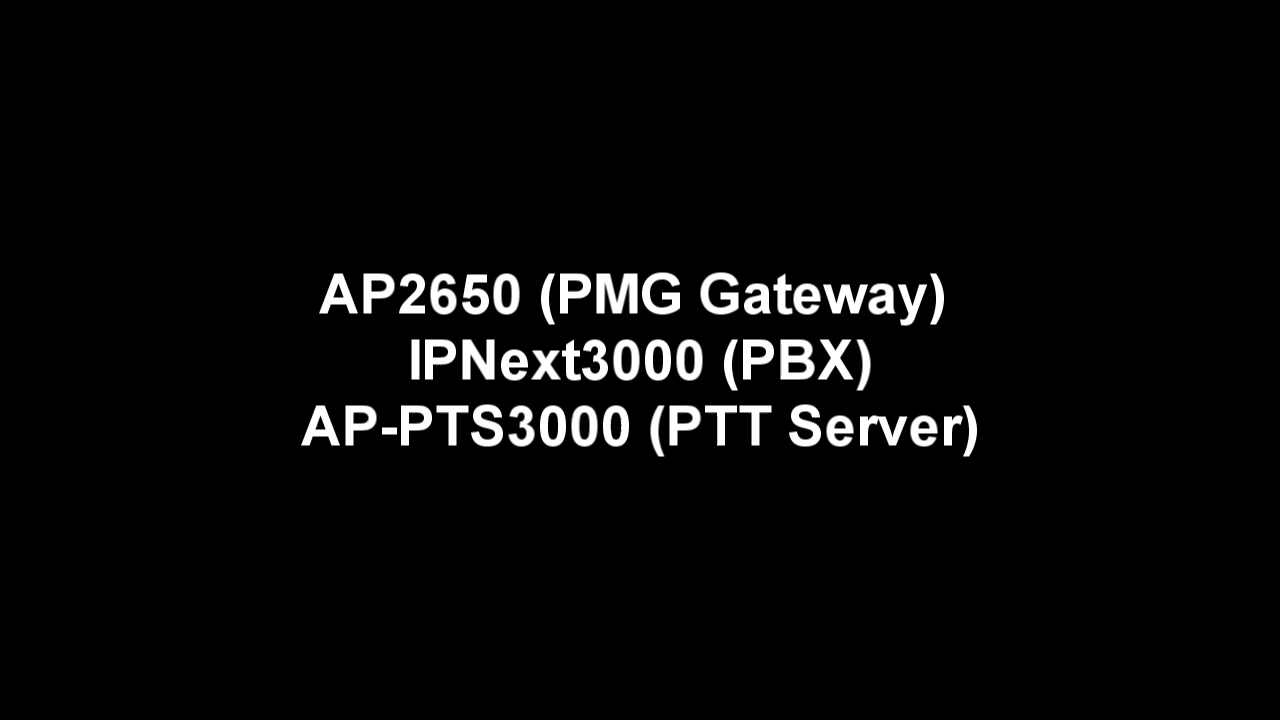 AP2650 (PMG Gateway)
IPNext3000 (PBX)
AP-PTS3000 (PTT Server)